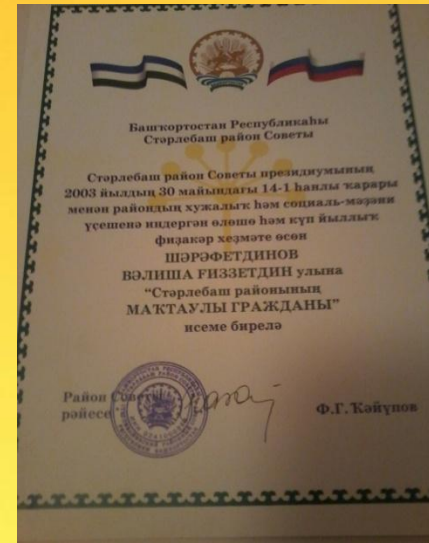 Башҡортостан Республикаһы
Стәрлебаш район Советы
Стәрлебаш район Советы президиумының
2003 йылдың 30 майындағы 14-1 һанлы ҡарары
менән райондың хужалыҡ һәм социаль-мәҙәни
үҫешенә индергән өлөшө һәм күп йыллыҡ
фиҙакәр хеҙмәте өсөн
ШӘРӘФЕТДИНОВ
ВӘЛИША ҒИЗЗЕТДИН улына
“Стәрлебаш районының
МАҠТАУЛЫ ГРАЖДАНЫ”
исеме бирелә
Район Советы
рәйесе
Ф.Г. Ҡәйүпов